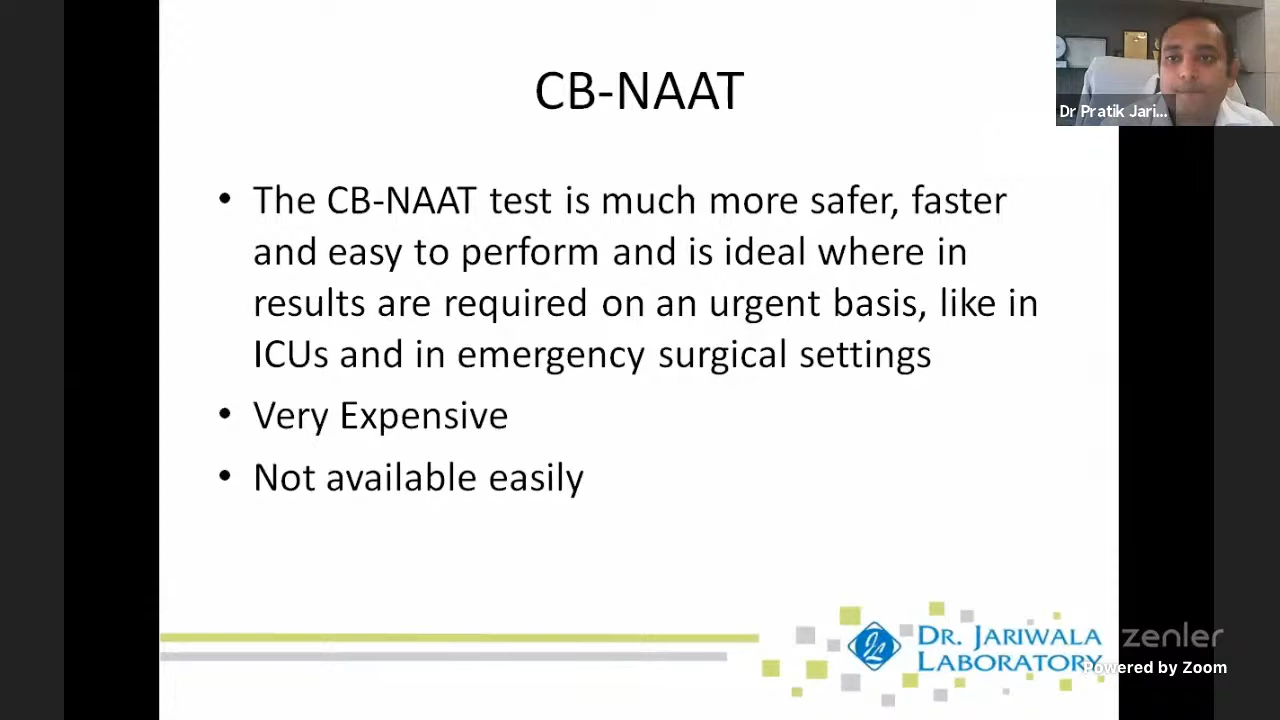 CB-NAAT
Dr Pratik Jari...
• The CB-NAAT test is much more safer, faster
and easy to perform and is ideal where in
results are required on an urgent basis, like in
ICUs and in emergency surgical settings
• Very Expensive
• Not available easily
DR. JARIWALA
LABORATORY
zenler
Powered by Zoom